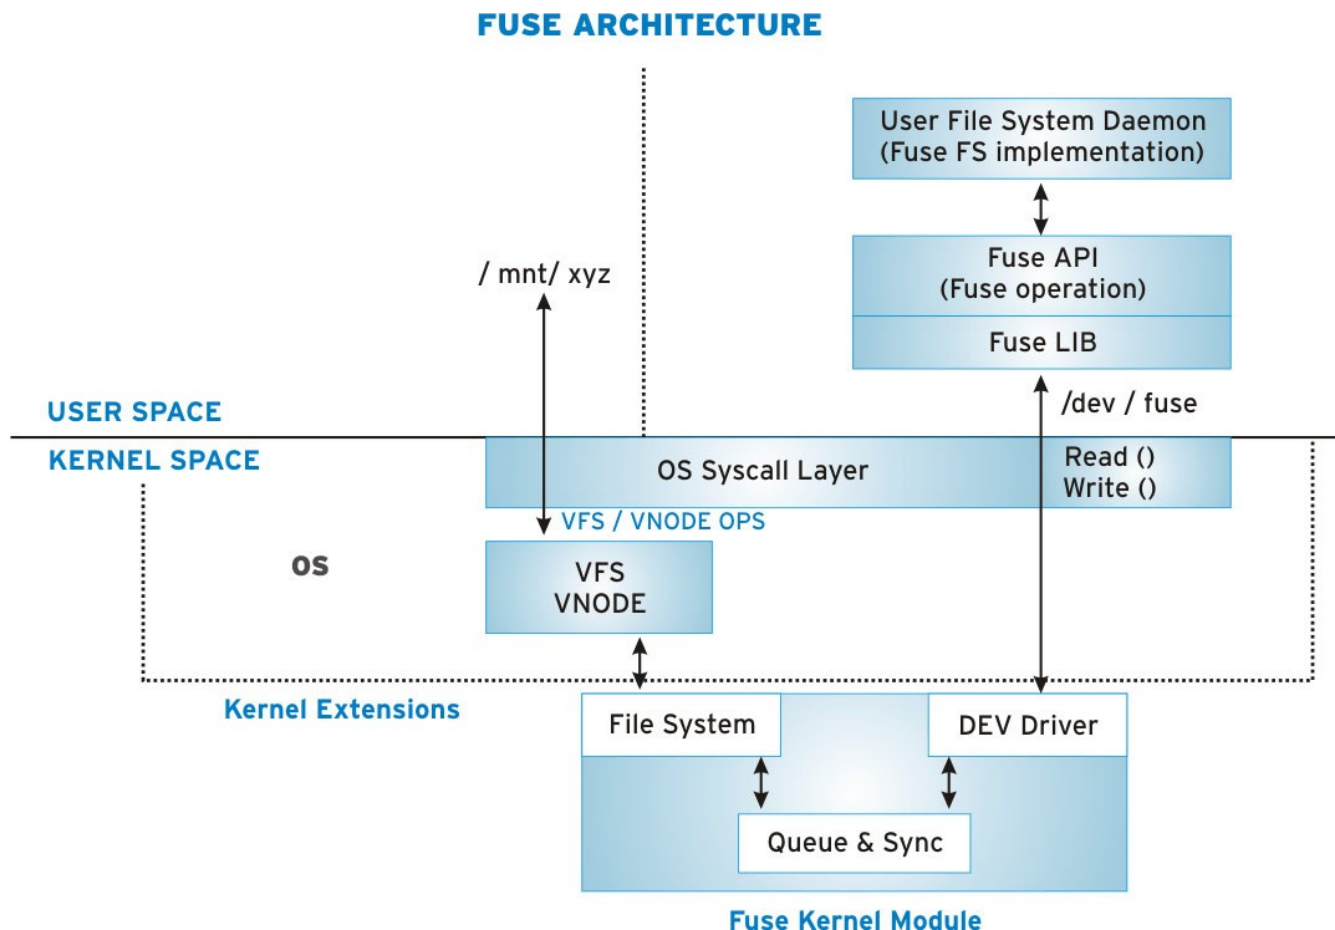 FUSE ARCHITECTURE
User File System Daemon
(Fuse FS implementation)
Fuse API
(Fuse operation)
Fuse LIB
/ mnt/ xyz
/dev / fuse
USER SPACE
KERNEL SPACE
OS Syscall Layer
Read ()
Write ()
VFS / VNODE OPS
OS
VFS
VNODE
Kernel Extensions
File System
DEV Driver
Queue & Sync
Fuse Kernel Module